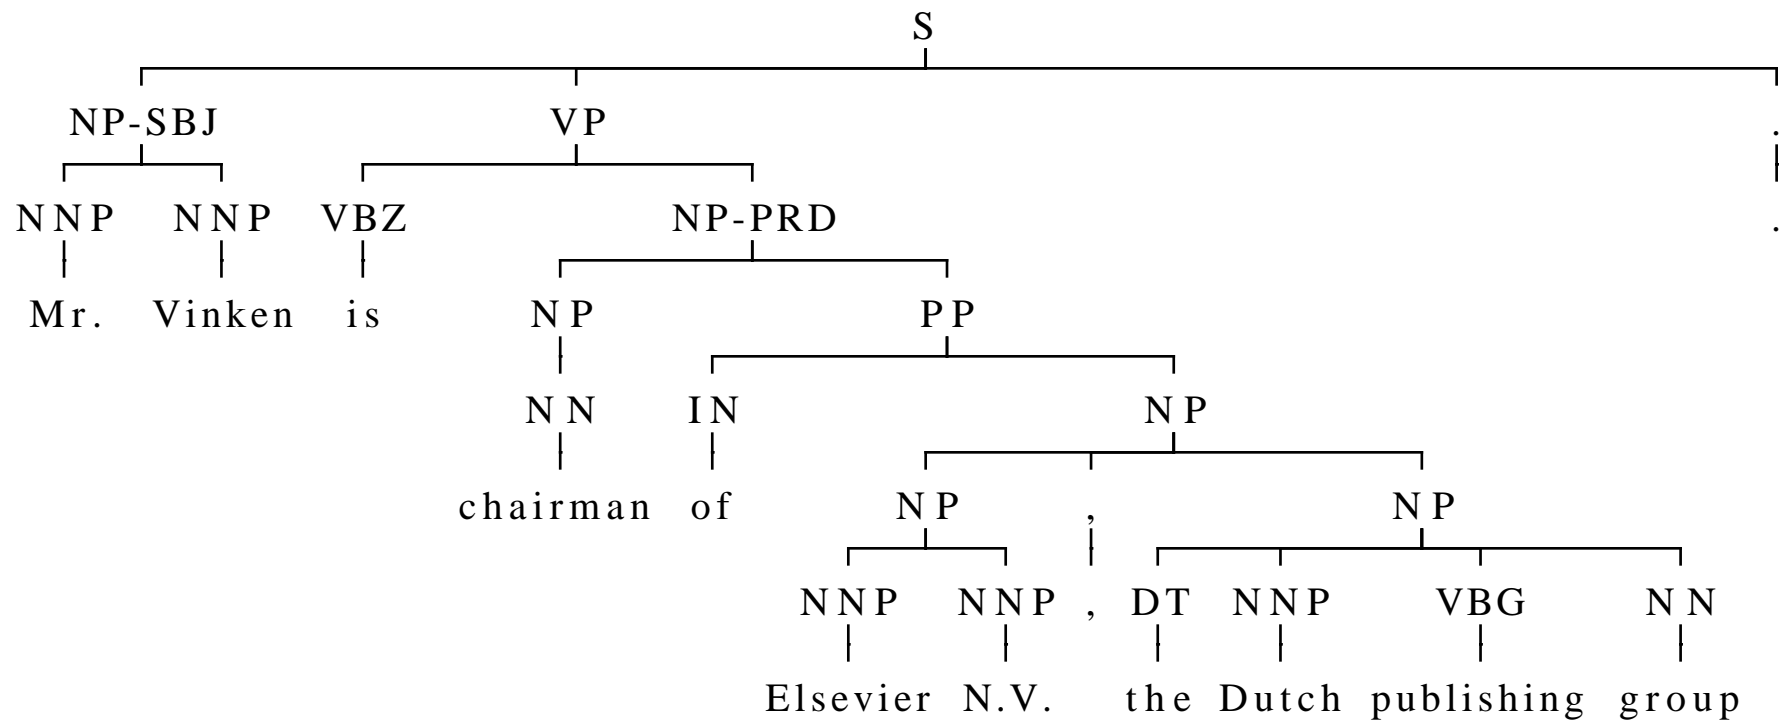 S
NP-SBJ VP .
NNP NNP VBZ NP-PRD .
Mr. Vinken is NP PP
NN IN NP
chairman of NP , NP
NNP NNP , DT NNP VBG NN
Elsevier N.V. the Dutch publishing group